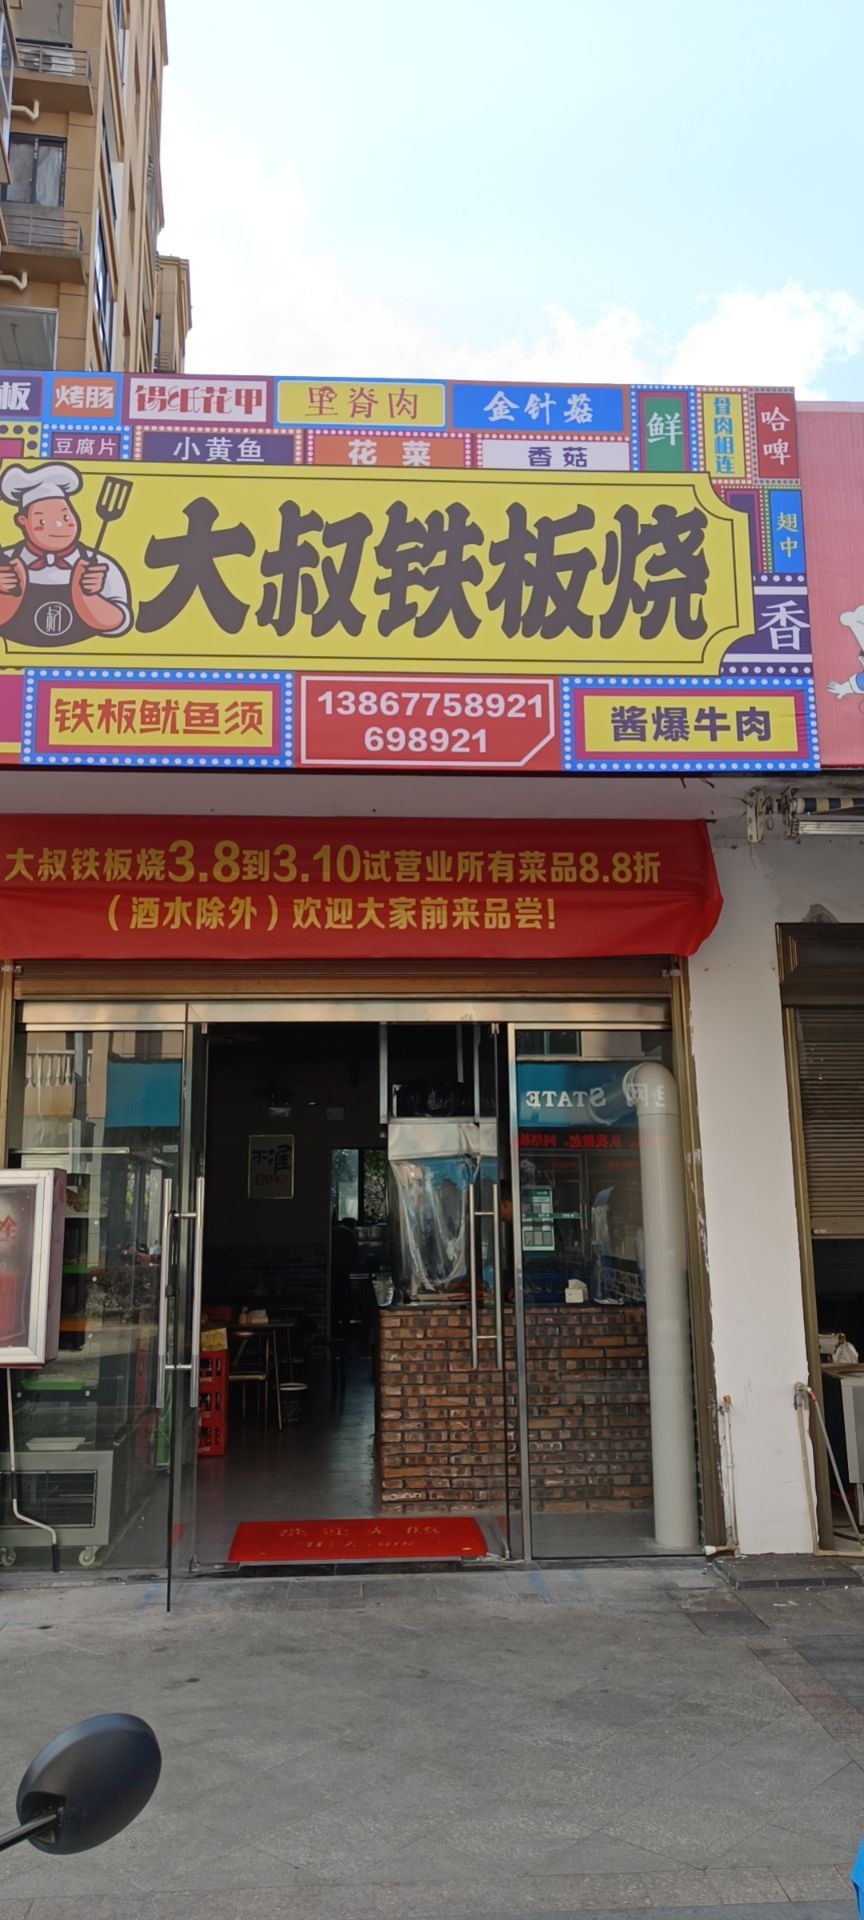 板
烤肠
锡纸花甲
里脊肉
金针菇
鲜
骨肉相连
哈啤
豆腐片
小黄鱼
花菜
香菇
翅中
大叔铁板烧
香
铁板鱿鱼须
13867758921
698921
酱爆牛肉
大叔铁板烧3.8到3.10试营业所有菜品8.8折
（酒水除外）欢迎大家前来品尝！
STATE